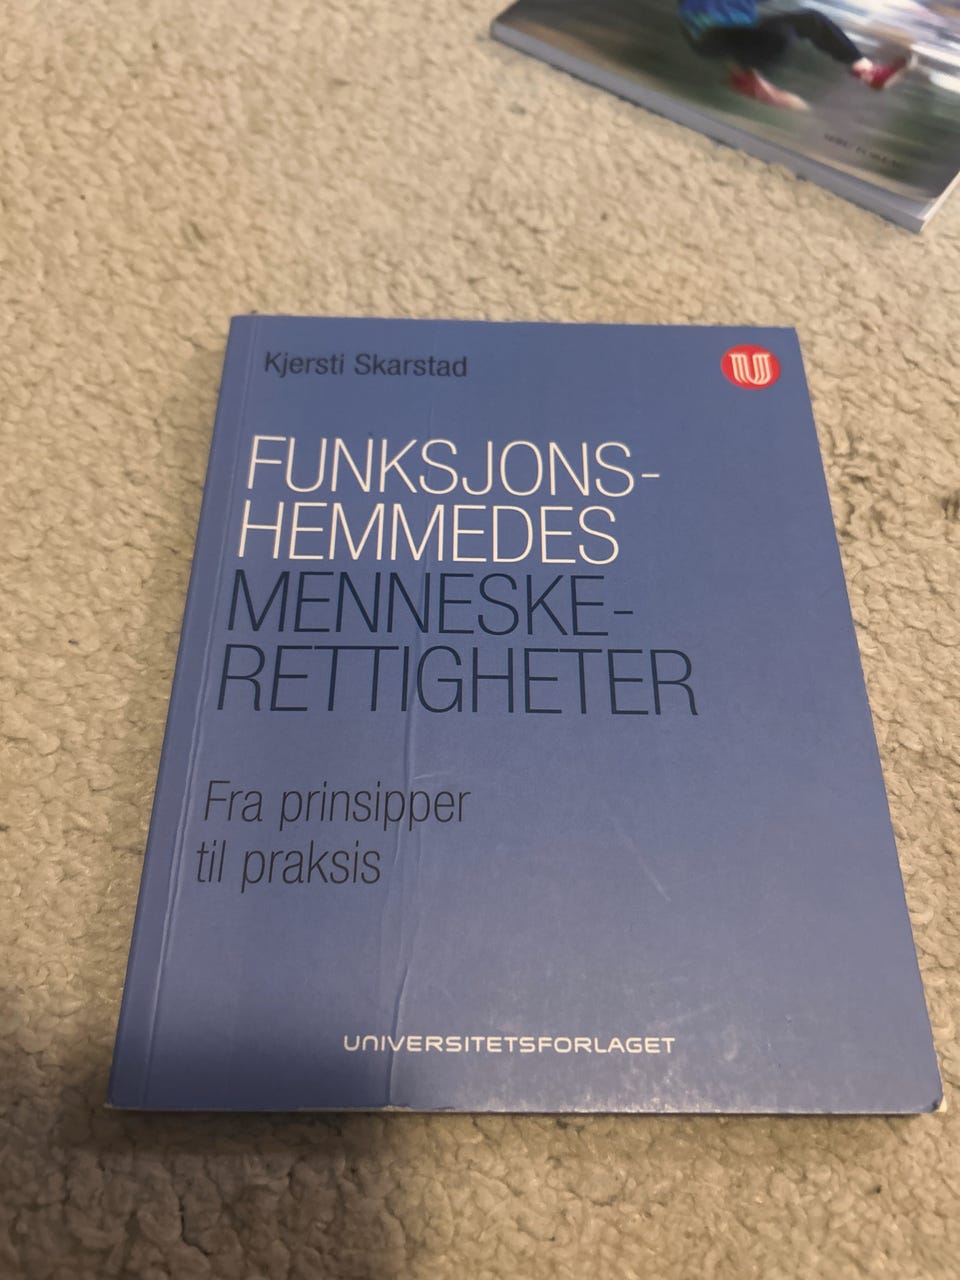 Kjersti Skarstad
FUNKSJONS-
HEMMEDES
MENNESKE-
RETTIGHETER
Fra prinsipper
til praksis
UNIVERSITETSFORLAGET